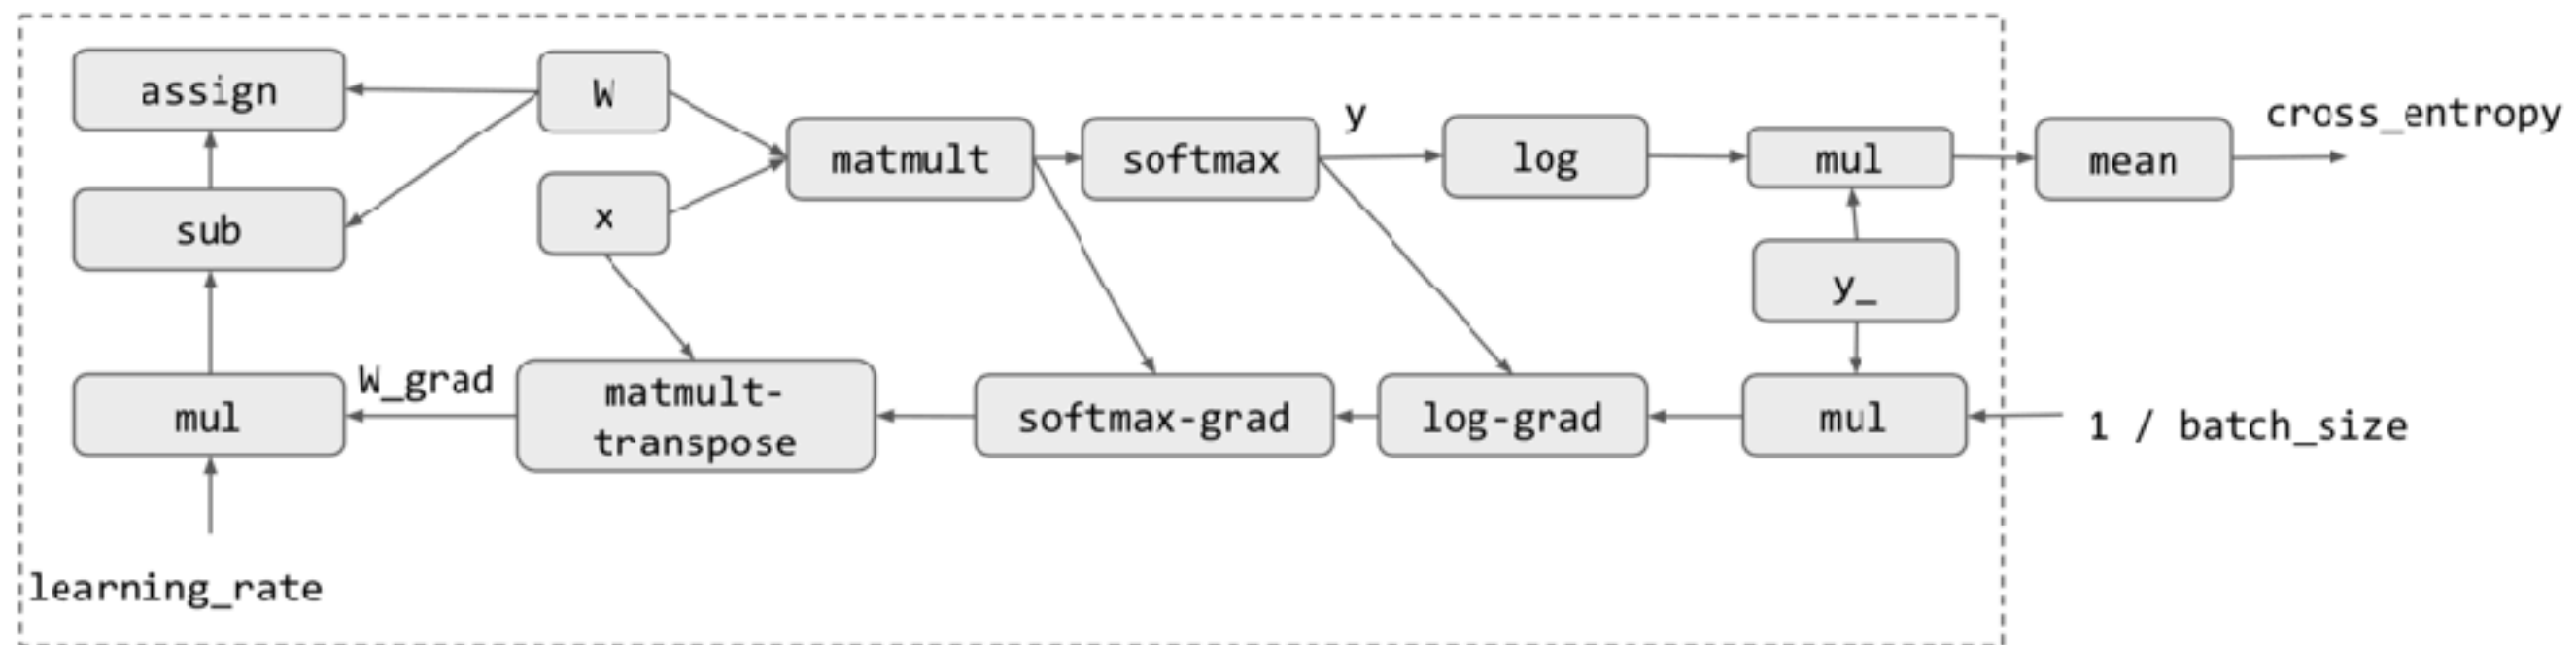 assign
W
y
cross_entropy
matmult
softmax
log
mul
mean
x
sub
y_
W_grad
mul
matmult-
transpose
softmax-grad
log-grad
mul
1 / batch_size
learning_rate